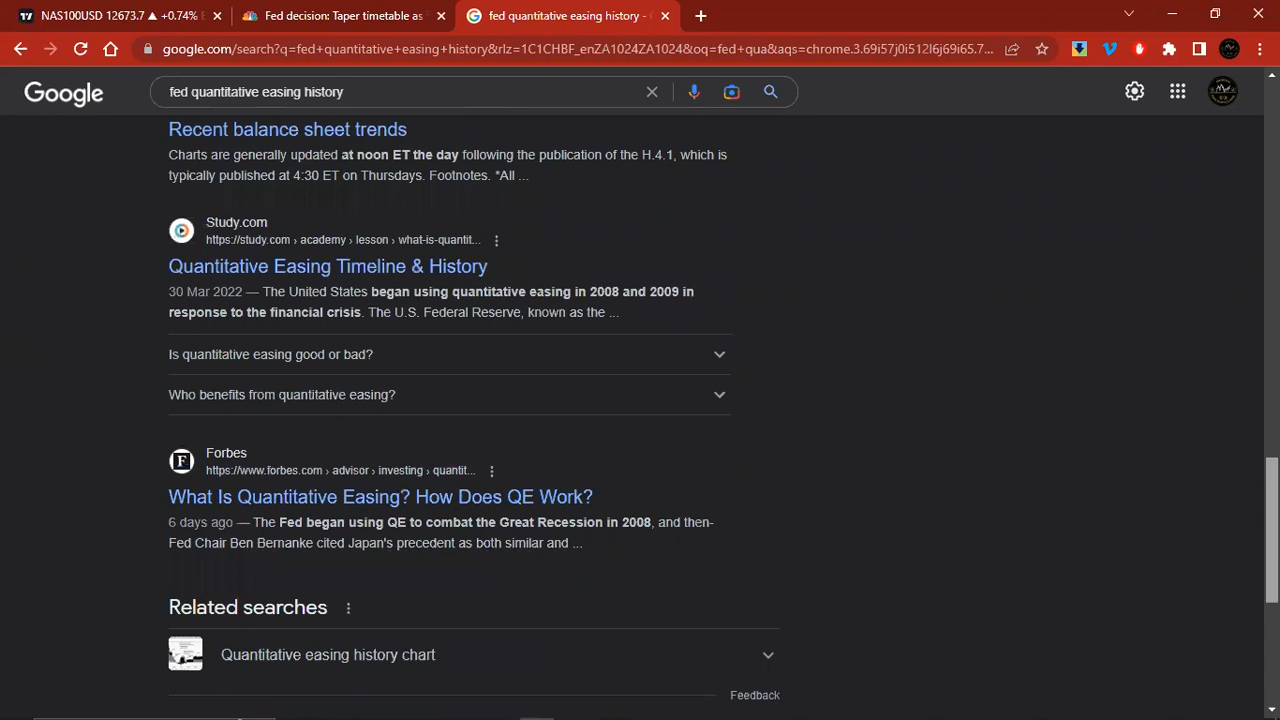 NAS100USD 12673.7 ▲ +0.74%
Fed decision: Taper timetable as
fed quantitative easing history -
google.com/search?q=fed+quantitative+easing+history&rlz=1C1CHBF_enZA1024ZA1024&oq=fed+qua&aqs=chrome.3.69i57j0i512l6j69i65.7...
Google
fed quantitative easing history
Recent balance sheet trends
Charts are generally updated at noon ET the day following the publication of the H.4.1, which is
typically published at 4:30 ET on Thursdays. Footnotes. *All ...
Study.com
https://study.com › academy › lesson › what-is-quantit...
Quantitative Easing Timeline & History
30 Mar 2022 — The United States began using quantitative easing in 2008 and 2009 in
response to the financial crisis. The U.S. Federal Reserve, known as the ...
Is quantitative easing good or bad?
Who benefits from quantitative easing?
Forbes
https://www.forbes.com › advisor › investing › quantit...
What Is Quantitative Easing? How Does QE Work?
6 days ago — The Fed began using QE to combat the Great Recession in 2008, and then-
Fed Chair Ben Bernanke cited Japan's precedent as both similar and ...
Related searches
Quantitative easing history chart
Feedback